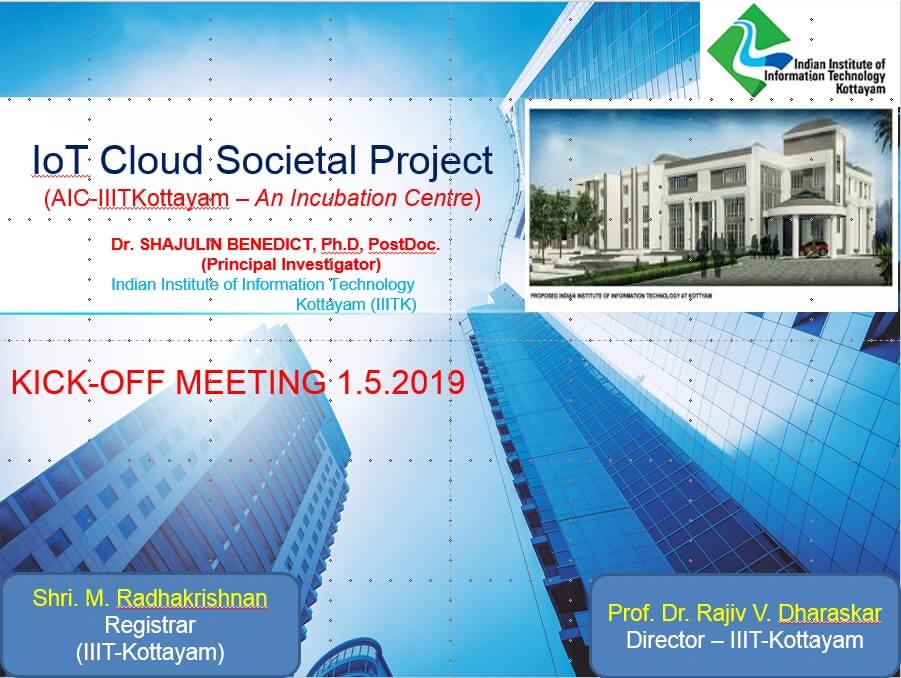 Indian Institute of
Information Technology
Kottayam
IoT Cloud Societal Project
(AIC-IIITKottayam – An Incubation Centre)
Dr. SHAJULIN BENEDICT, Ph.D, PostDoc.
(Principal Investigator)
Indian Institute of Information Technology
Kottayam (IIITK)
PROPOSED INDIAN INSTITUTE OF INFORMATION TECHNOLOGY AT KOTTYAM
KICK-OFF MEETING 1.5.2019
Shri. M. Radhakrishnan
Registrar
(IIIT-Kottayam)
Prof. Dr. Rajiv V. Dharaskar
Director – IIIT-Kottayam